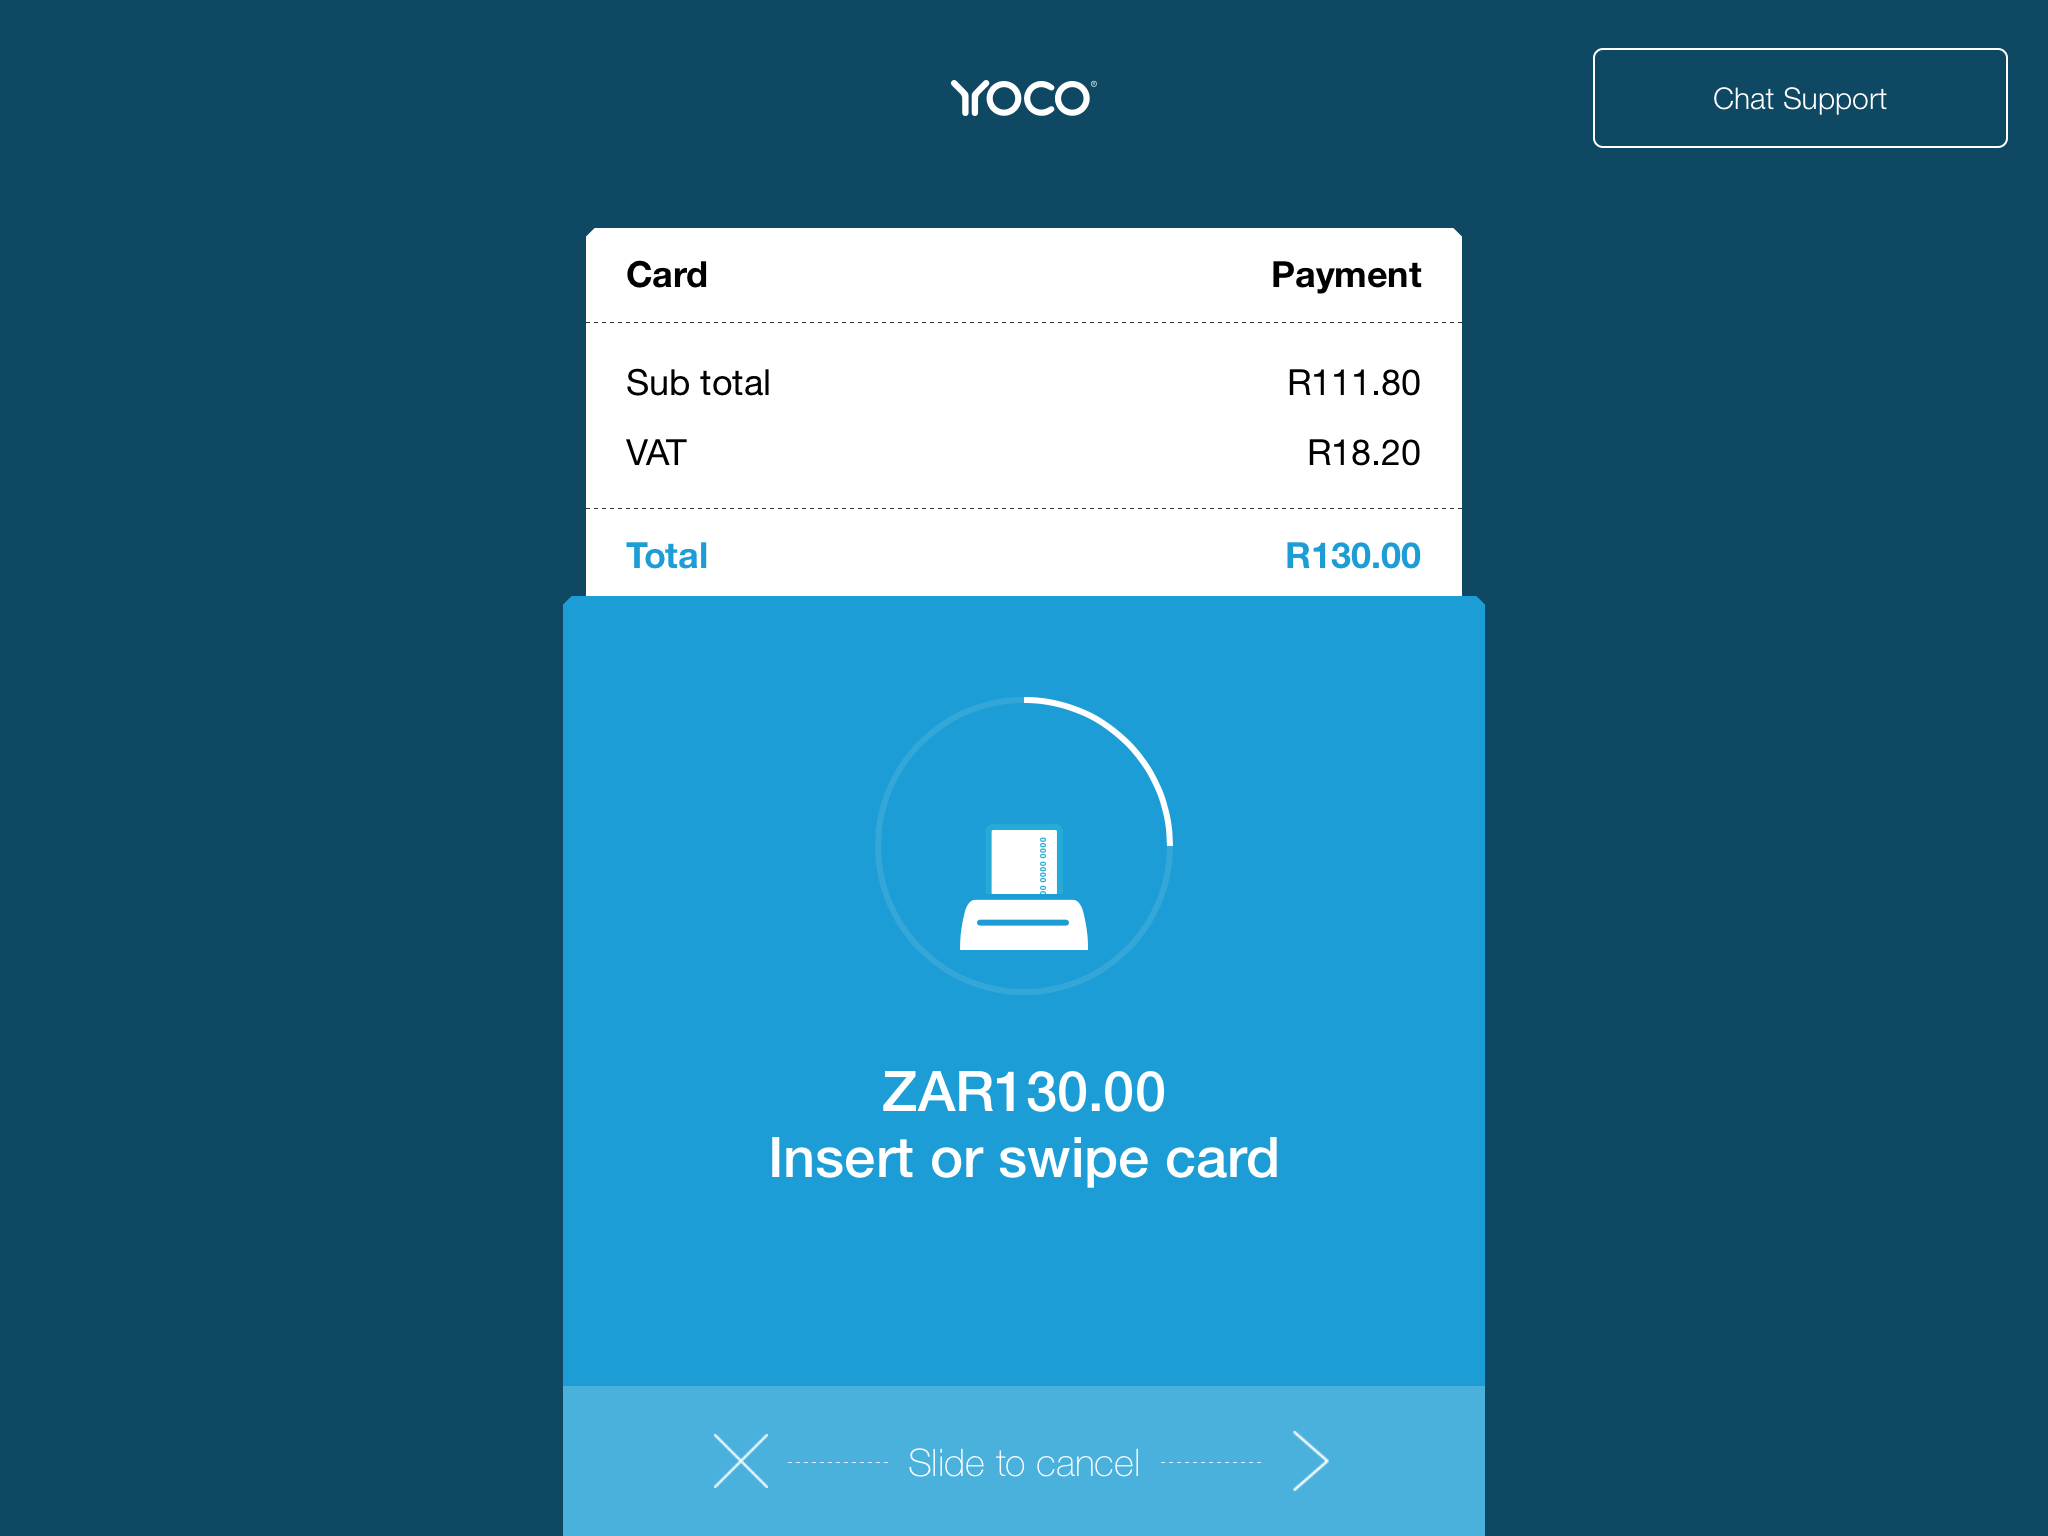 YOCO
Chat Support
Card Payment
Sub total R111.80
VAT R18.20
Total R130.00
ZAR130.00
Insert or swipe card
Slide to cancel